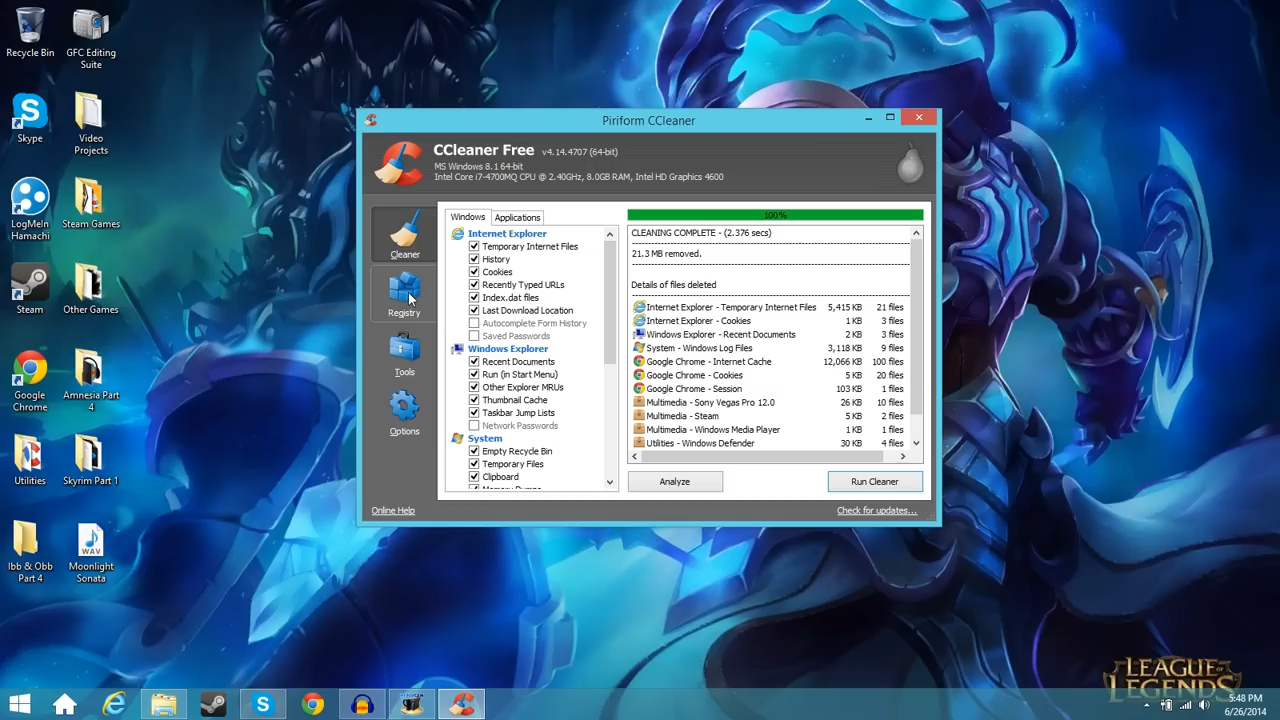 Recycle Bin
GFC Editing
Suite
Skype
Video
Projects
LogMeIn
Hamachi
Steam Games
Steam
Other Games
Google
Chrome
Amnesia Part
4
Utilities
Skyrim Part 1
Ibb & Obb
Part 4
WAV
Moonlight
Sonata
Piriform CCleaner
CCleaner Free v4.14.4707 (64-bit)
MS Windows 8.1 64-bit
Intel Core i7-4700MQ CPU @ 2.40GHz, 8.0GB RAM, Intel HD Graphics 4600
Cleaner
Registry
Tools
Options
Windows
Applications
Internet Explorer
Temporary Internet Files
History
Cookies
Recently Typed URLs
Index.dat files
Last Download Location
Autocomplete Form History
Saved Passwords
Windows Explorer
Recent Documents
Run (in Start Menu)
Other Explorer MRUs
Thumbnail Cache
Taskbar Jump Lists
Network Passwords
System
Empty Recycle Bin
Temporary Files
Clipboard
Memory Dumps
100%
CLEANING COMPLETE - (2.376 secs)
21.3 MB removed.
Details of files deleted
Internet Explorer - Temporary Internet Files 5,415 KB 21 files
Internet Explorer - Cookies 1 KB 3 files
Windows Explorer - Recent Documents 2 KB 3 files
System - Windows Log Files 3,118 KB 9 files
Google Chrome - Internet Cache 12,066 KB 100 files
Google Chrome - Cookies 5 KB 20 files
Google Chrome - Session 103 KB 1 files
Multimedia - Sony Vegas Pro 12.0 26 KB 10 files
Multimedia - Steam 5 KB 2 files
Multimedia - Windows Media Player 1 KB 1 files
Utilities - Windows Defender 30 KB 4 files
Analyze
Run Cleaner
Online Help
Check for updates...
LEAGUE of
LEGENDS
5:48 PM
6/26/2014